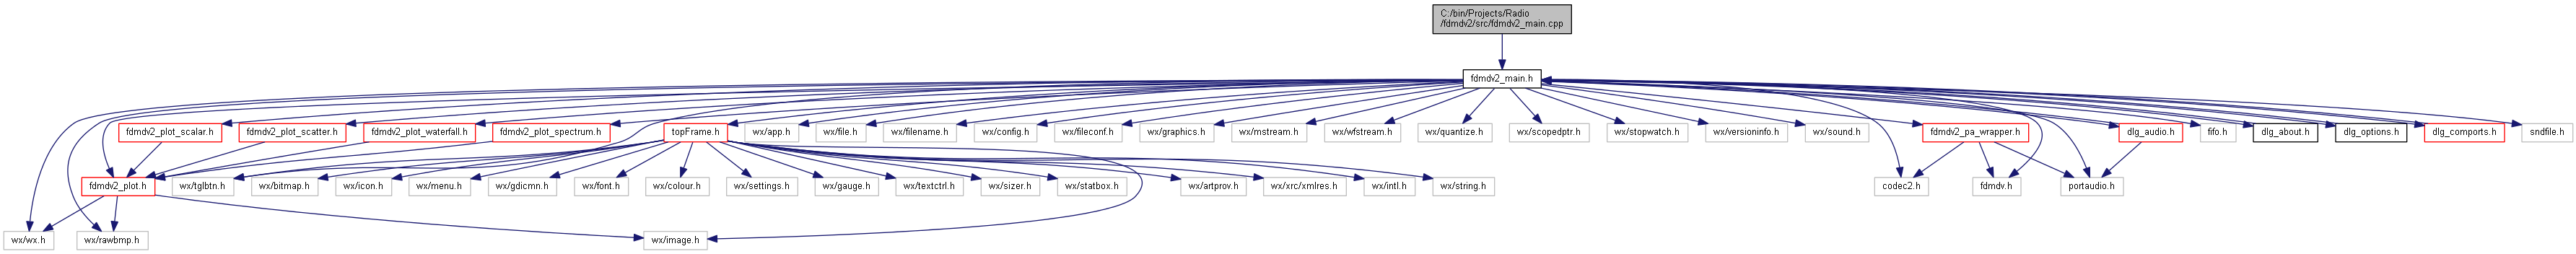 C:/bin/Projects/Radio
/fdmdv2/src/fdmdv2_main.cpp
fdmdv2_main.h
fdmdv2_plot_scalar.h
fdmdv2_plot_scatter.h
fdmdv2_plot_waterfall.h
fdmdv2_plot_spectrum.h
topFrame.h
wx/app.h
wx/file.h
wx/filename.h
wx/config.h
wx/fileconf.h
wx/graphics.h
wx/mstream.h
wx/wfstream.h
wx/quantize.h
wx/scopedptr.h
wx/stopwatch.h
wx/versioninfo.h
wx/sound.h
fdmdv2_pa_wrapper.h
dlg_audio.h
fifo.h
dlg_about.h
dlg_options.h
dlg_comports.h
sndfile.h
fdmdv2_plot.h
wx/tglbtn.h
wx/bitmap.h
wx/icon.h
wx/menu.h
wx/gdicmn.h
wx/font.h
wx/colour.h
wx/settings.h
wx/gauge.h
wx/textctrl.h
wx/sizer.h
wx/statbox.h
wx/artprov.h
wx/xrc/xmlres.h
wx/intl.h
wx/string.h
codec2.h
fdmdv.h
portaudio.h
wx/wx.h
wx/rawbmp.h
wx/image.h